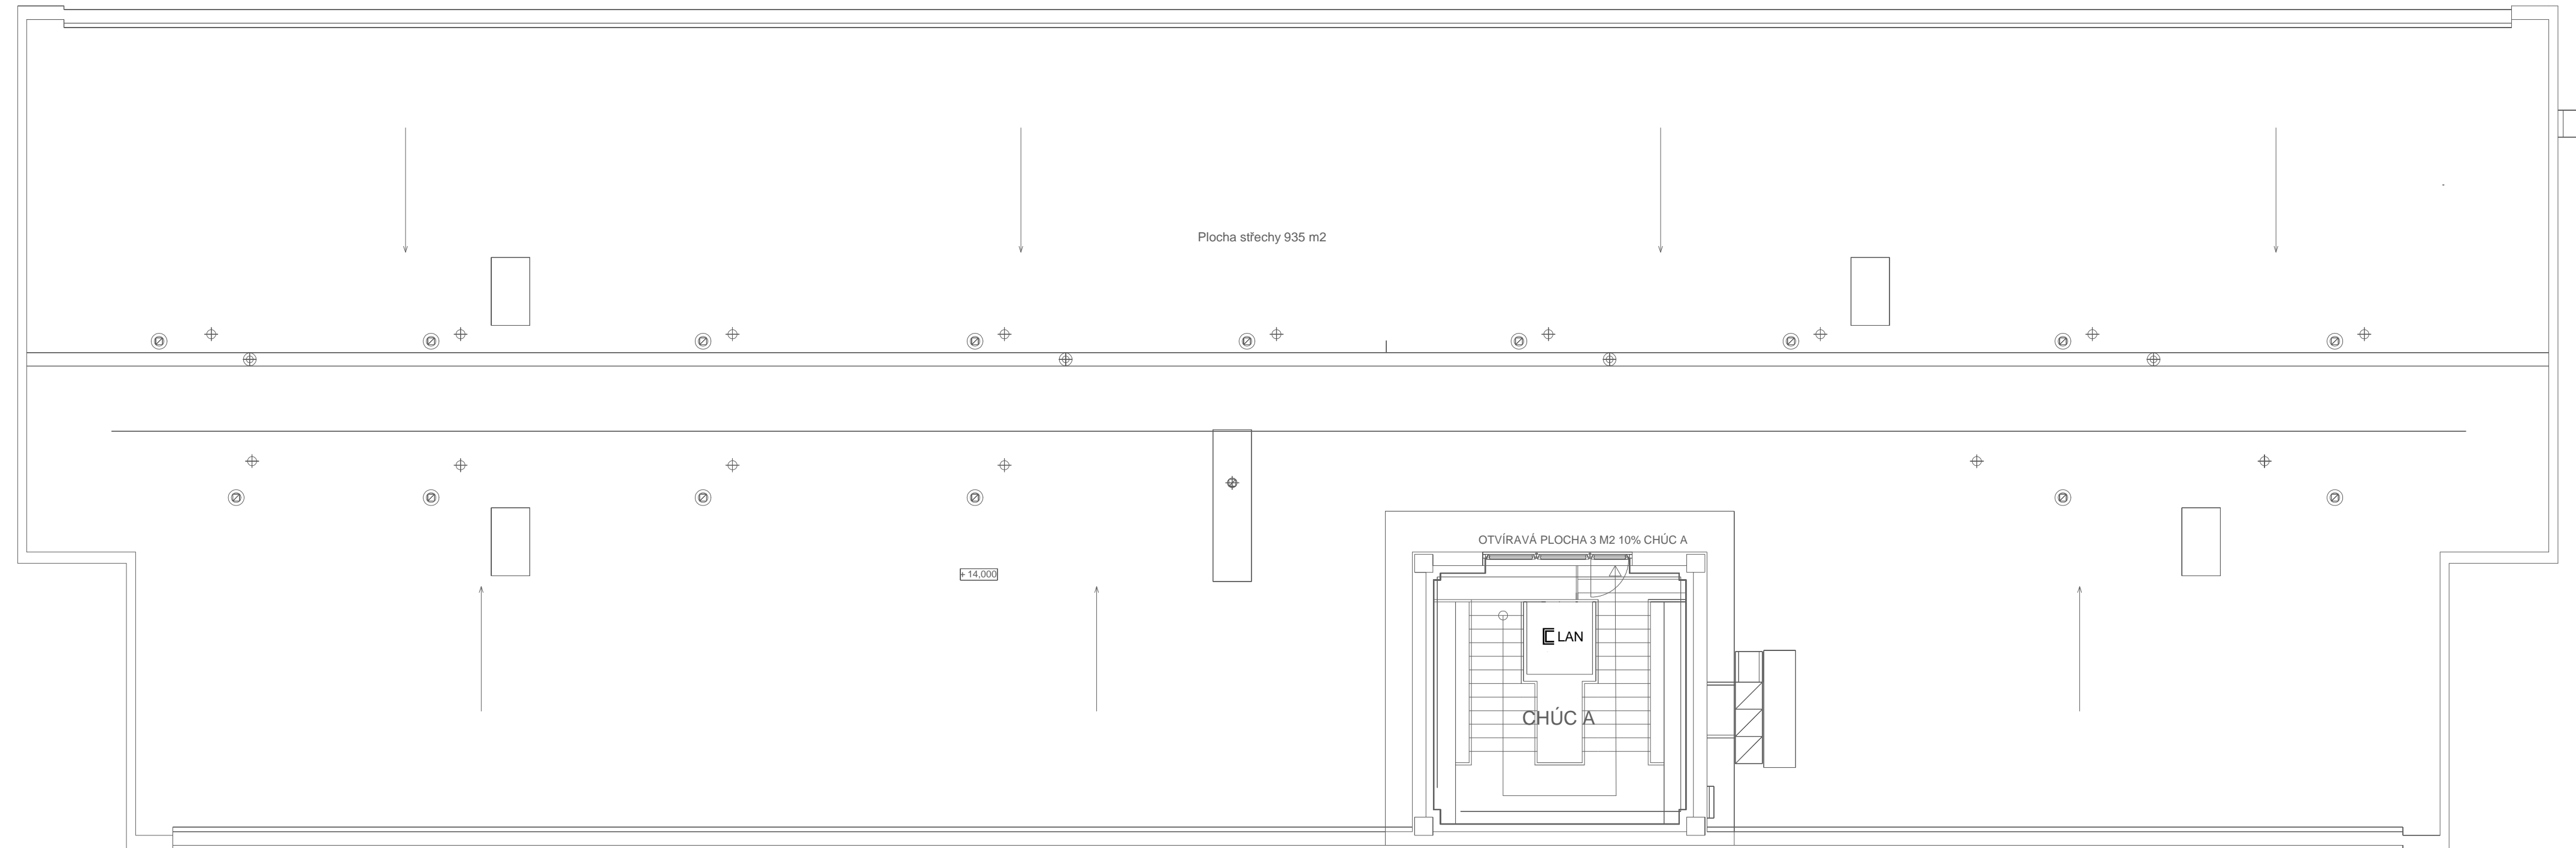 Plocha střechy 935 m2
OTVÍRAVÁ PLOCHA 3 M2 10% CHÚC A
+ 14,000
LAN
CHÚC A